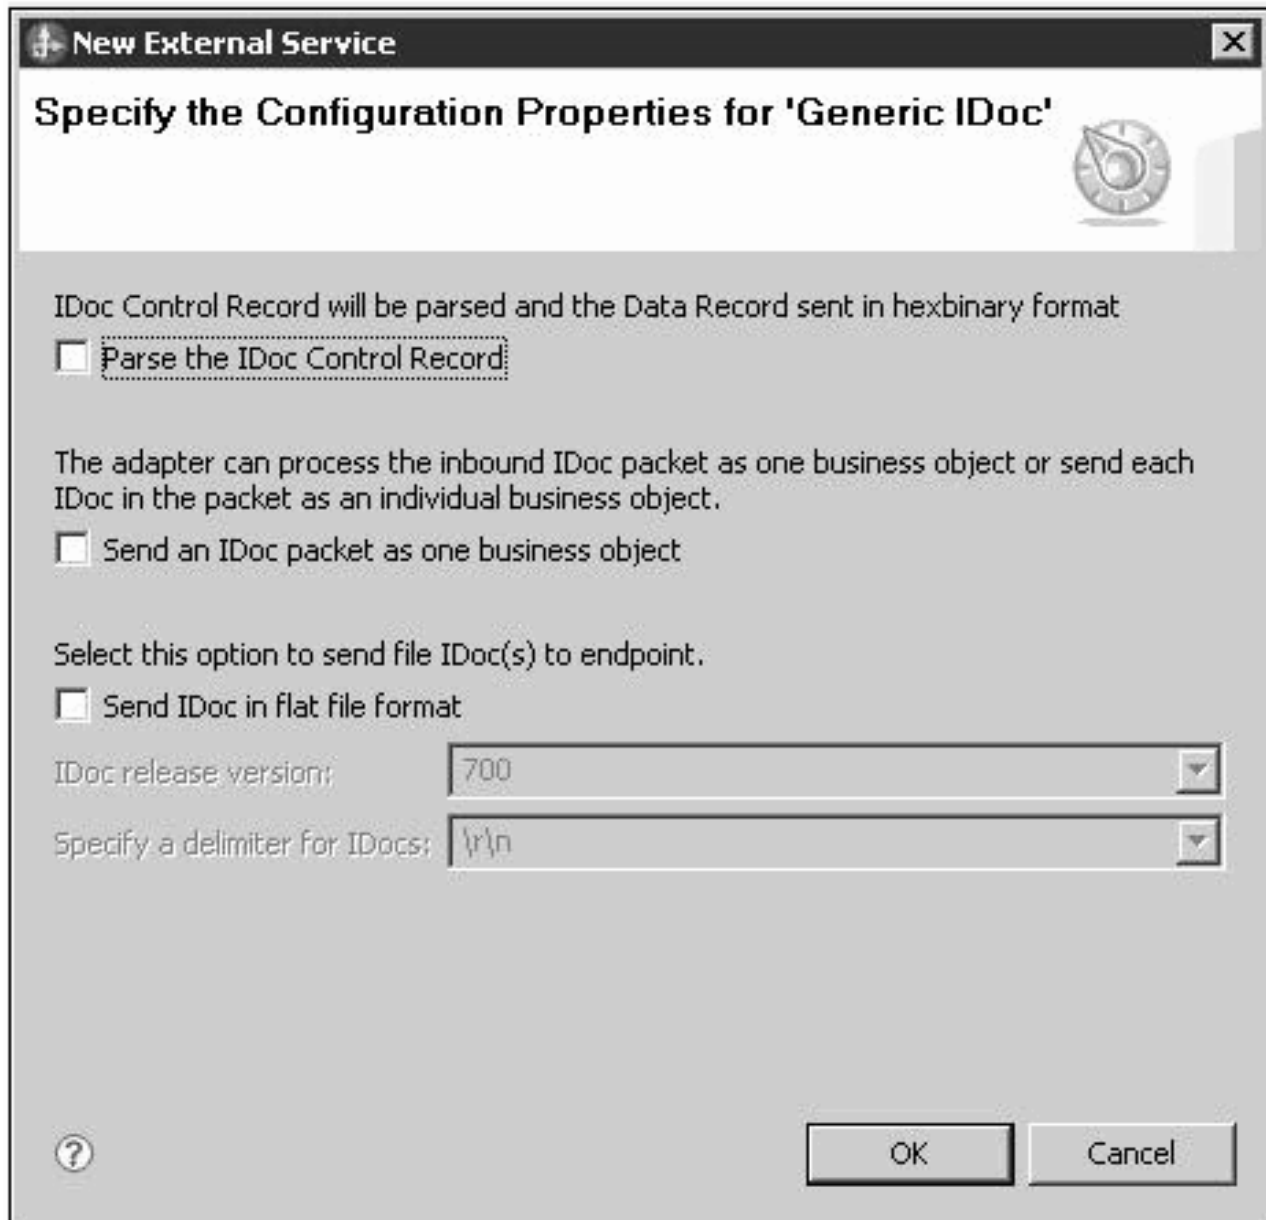 New External Service
Specify the Configuration Properties for 'Generic IDoc'
IDoc Control Record will be parsed and the Data Record sent in hexbinary format
Parse the IDoc Control Record
The adapter can process the inbound IDoc packet as one business object or send each
IDoc in the packet as an individual business object.
Send an IDoc packet as one business object
Select this option to send file IDoc(s) to endpoint.
Send IDoc in flat file format
IDoc release version: 700
Specify a delimiter for IDocs: \r\n
?
OK Cancel